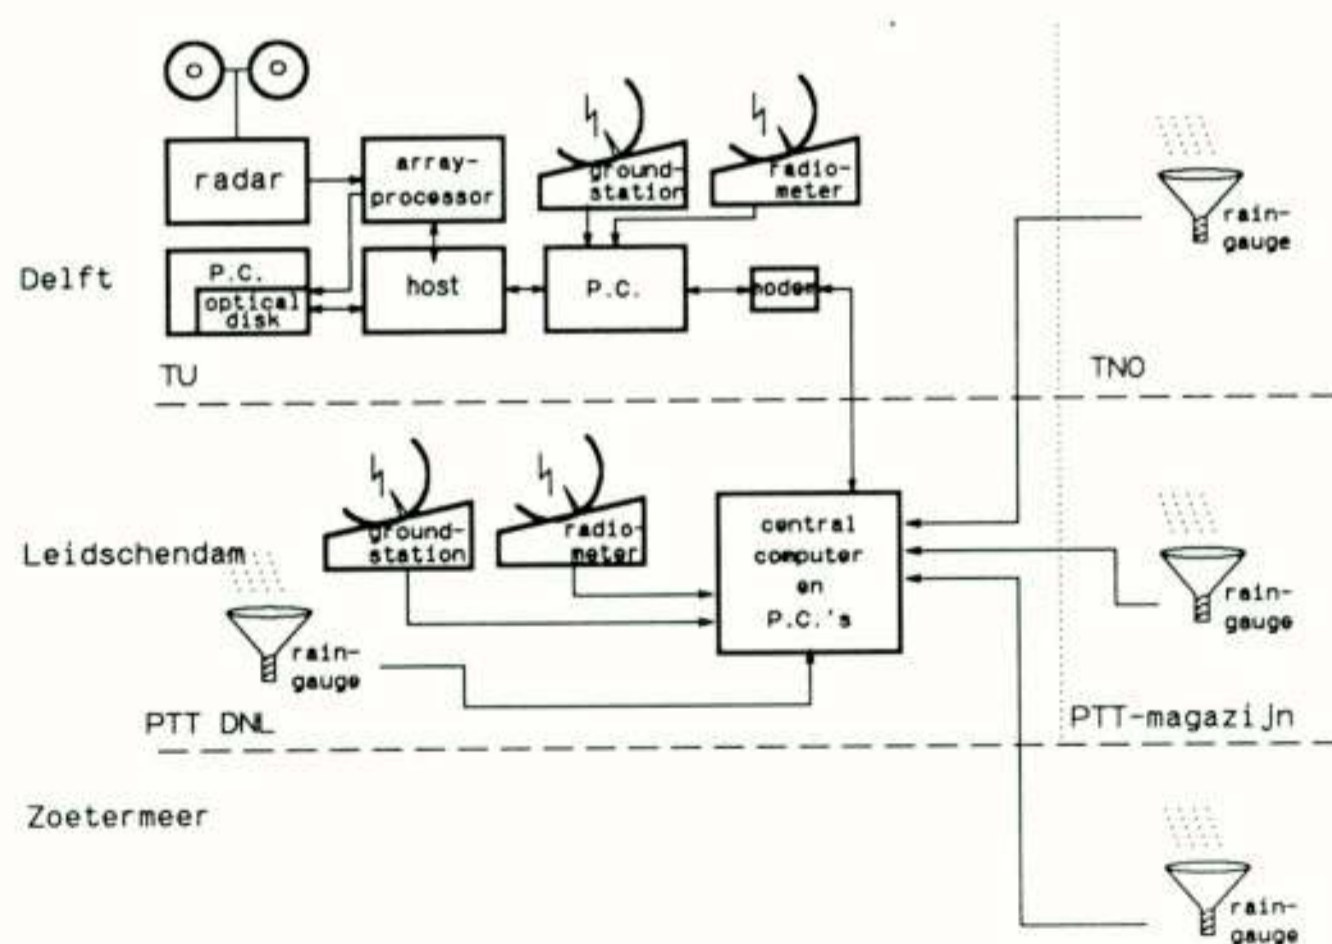 radar
array-
processor
ground-
station
radio-
meter
rain-
gauge
Delft
P.C.
optical
disk
host
P.C.
modem
TU
TNO
Leidschendam
ground-
station
radio-
meter
central
computer
en
P.C.'s
rain-
gauge
rain-
gauge
PTT DNL
PTT-magazijn
Zoetermeer
rain-
gauge